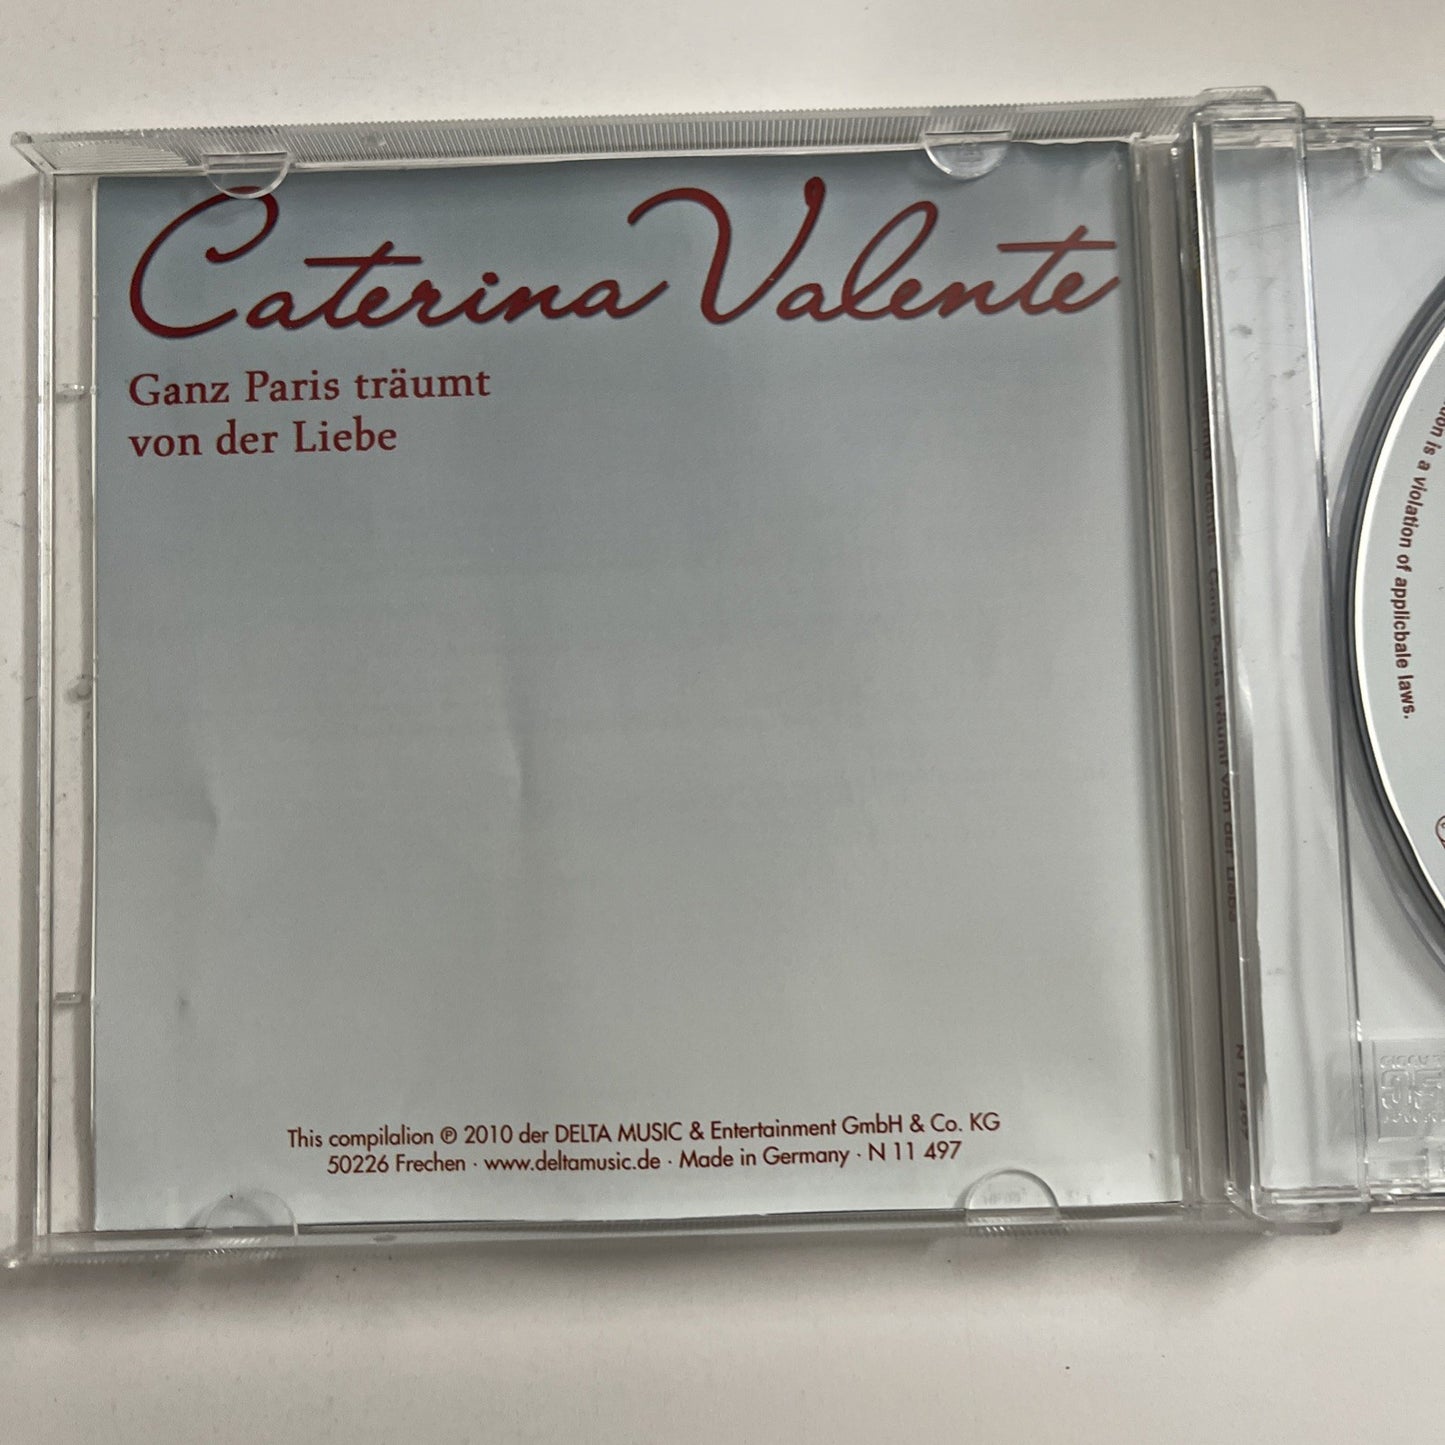 Caterina Valente
Ganz Paris träumt
von der Liebe
This compilalion ℗ 2010 der DELTA MUSIC & Entertainment GmbH & Co. KG
50226 Frechen · www.deltamusic.de · Made in Germany · N 11 497
is a violation of applicbale laws.